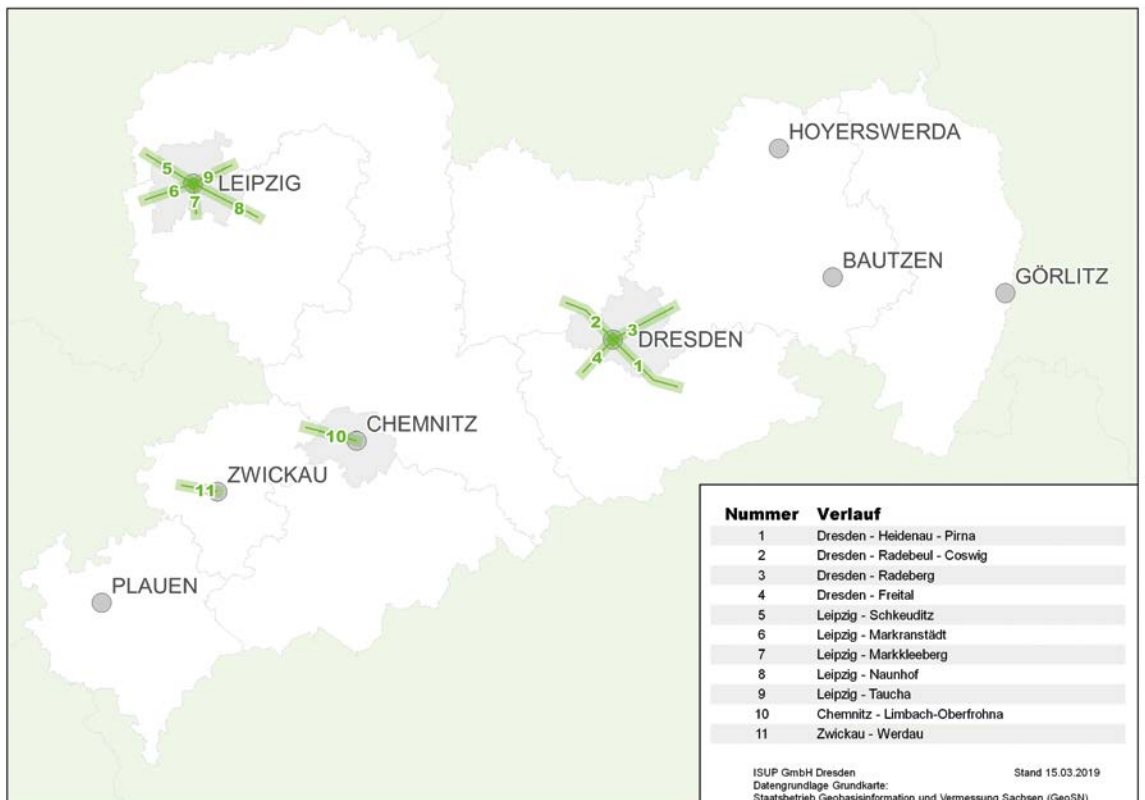 HOYERSWERDA
5
9
LEIPZIG
6
7
8
BAUTZEN
GÖRLITZ
2
3
DRESDEN
4
1
CHEMNITZ
10
ZWICKAU
11
PLAUEN
Nummer Verlauf
1 Dresden - Heidenau - Pirna
2 Dresden - Radebeul - Coswig
3 Dresden - Radeberg
4 Dresden - Freital
5 Leipzig - Schkeuditz
6 Leipzig - Markranstädt
7 Leipzig - Markkleeberg
8 Leipzig - Naunhof
9 Leipzig - Taucha
10 Chemnitz - Limbach-Oberfrohna
11 Zwickau - Werdau
ISUP GmbH Dresden Stand 15.03.2019
Datengrundlage Grundkarte:
Staatsbetrieb Geobasisinformation und Vermessung Sachsen (GeoSN)